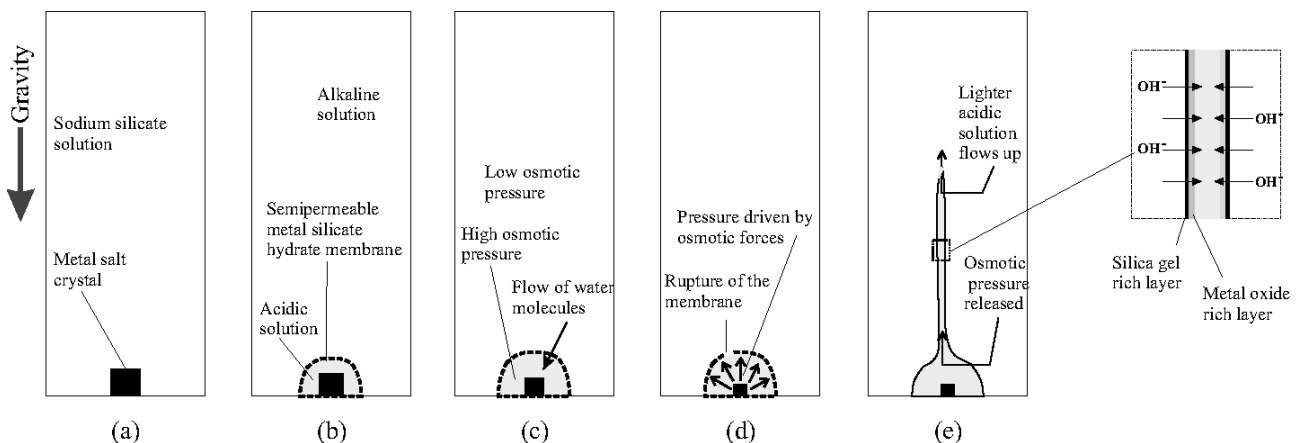 Gravity
Sodium silicate
solution
Metal salt
crystal
(a)
Alkaline
solution
Semipermeable
metal silicate
hydrate membrane
Acidic
solution
(b)
Low osmotic
pressure
High osmotic
pressure
Flow of water
molecules
(c)
Pressure driven by
osmotic forces
Rupture of the
membrane
(d)
Lighter
acidic
solution
flows up
Osmotic
pressure
released
(e)
OH⁻
OH⁻
OH⁻
OH⁻
Silica gel
rich layer
Metal oxide
rich layer